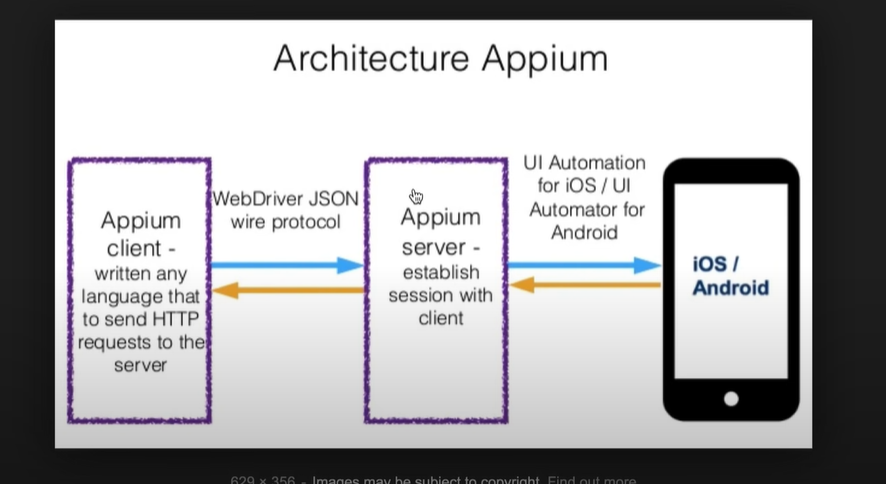 Architecture Appium
Appium
client -
written any
language that
to send HTTP
requests to the
server
WebDriver JSON
wire protocol
Appium
server -
establish
session with
client
UI Automation
for iOS / UI
Automator for
Android
iOS /
Android
629 × 356 - Images may be subject to copyright. Find out more